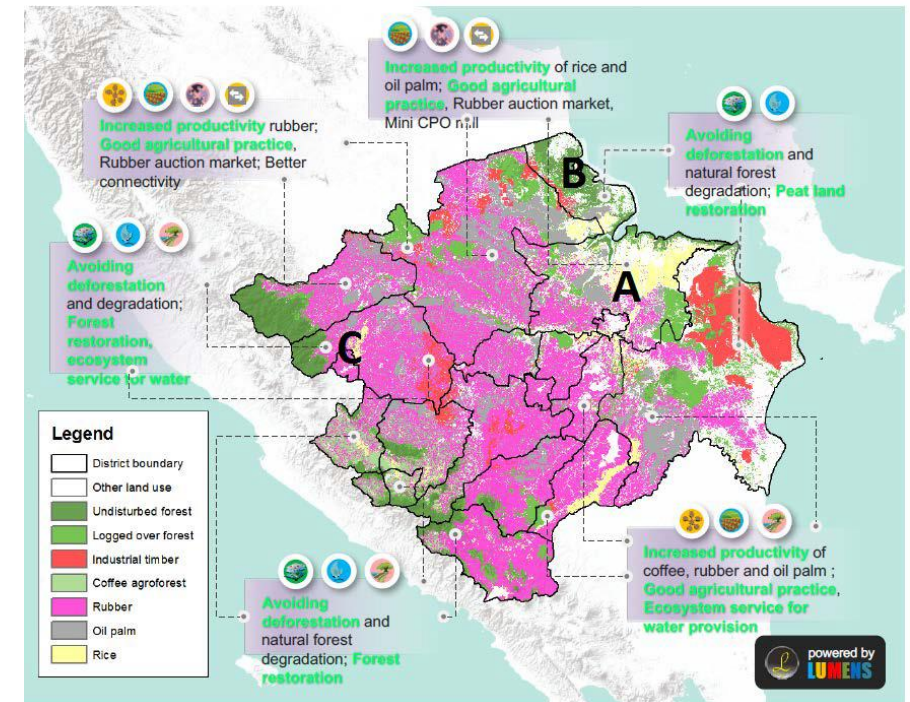 Increased productivity of rice and
oil palm; Good agricultural
practice, Rubber auction market,
Mini CPO mill
Increased productivity rubber;
Good agricultural practice,
Rubber auction market; Better
connectivity
Avoiding
deforestation and
natural forest
degradation; Peat land
restoration
B
A
C
Avoiding
deforestation
and degradation;
Forest
restoration,
ecosystem
service for water
Legend
District boundary
Other land use
Undisturbed forest
Logged over forest
Industrial timber
Coffee agroforest
Rubber
Oil palm
Rice
Avoiding
deforestation and
natural forest
degradation; Forest
restoration
Increased productivity of
coffee, rubber and oil palm ;
Good agricultural practice,
Ecosystem service for
water provision
powered by
LUMENS